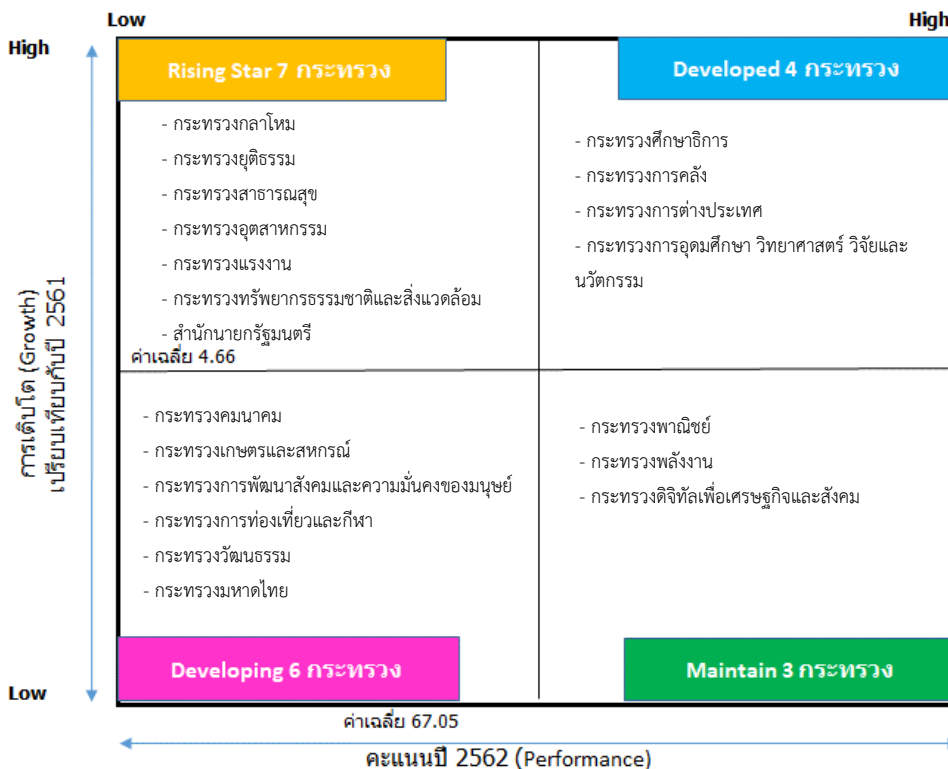 Low
High
High
Rising Star 7 กระทรวง
Developed 4 กระทรวง
- กระทรวงกลาโหม
- กระทรวงยุติธรรม
- กระทรวงสาธารณสุข
- กระทรวงอุตสาหกรรม
- กระทรวงแรงงาน
- กระทรวงทรัพยากรธรรมชาติและสิ่งแวดล้อม
- สำนักนายกรัฐมนตรี
- กระทรวงศึกษาธิการ
- กระทรวงการคลัง
- กระทรวงการต่างประเทศ
- กระทรวงการอุดมศึกษา วิทยาศาสตร์ วิจัยและ
นวัตกรรม
ค่าเฉลี่ย 4.66
การเติบโต (Growth)
เปรียบเทียบกับปี 2561
- กระทรวงคมนาคม
- กระทรวงเกษตรและสหกรณ์
- กระทรวงการพัฒนาสังคมและความมั่นคงของมนุษย์
- กระทรวงการท่องเที่ยวและกีฬา
- กระทรวงวัฒนธรรม
- กระทรวงมหาดไทย
- กระทรวงพาณิชย์
- กระทรวงพลังงาน
- กระทรวงดิจิทัลเพื่อเศรษฐกิจและสังคม
Developing 6 กระทรวง
Maintain 3 กระทรวง
Low
ค่าเฉลี่ย 67.05
คะแนนปี 2562 (Performance)